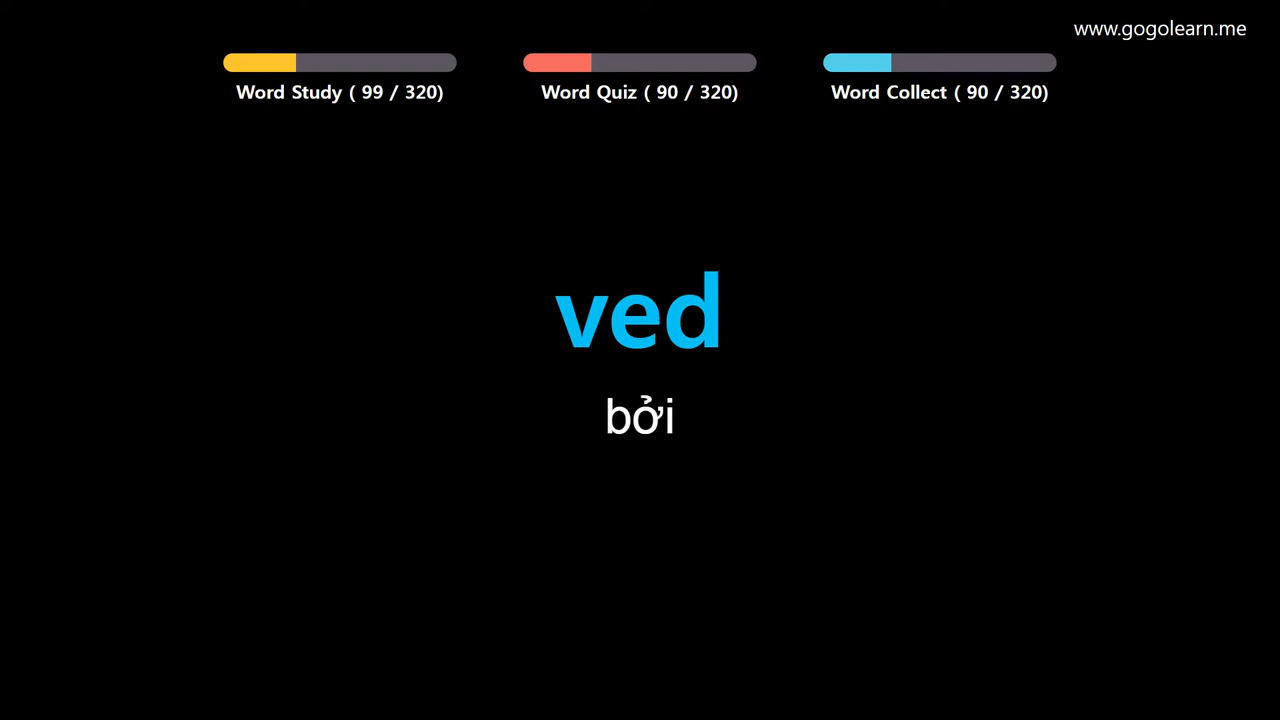 www.gogolearn.me
Word Study ( 99 / 320)
Word Quiz ( 90 / 320)
Word Collect ( 90 / 320)
ved
bởi